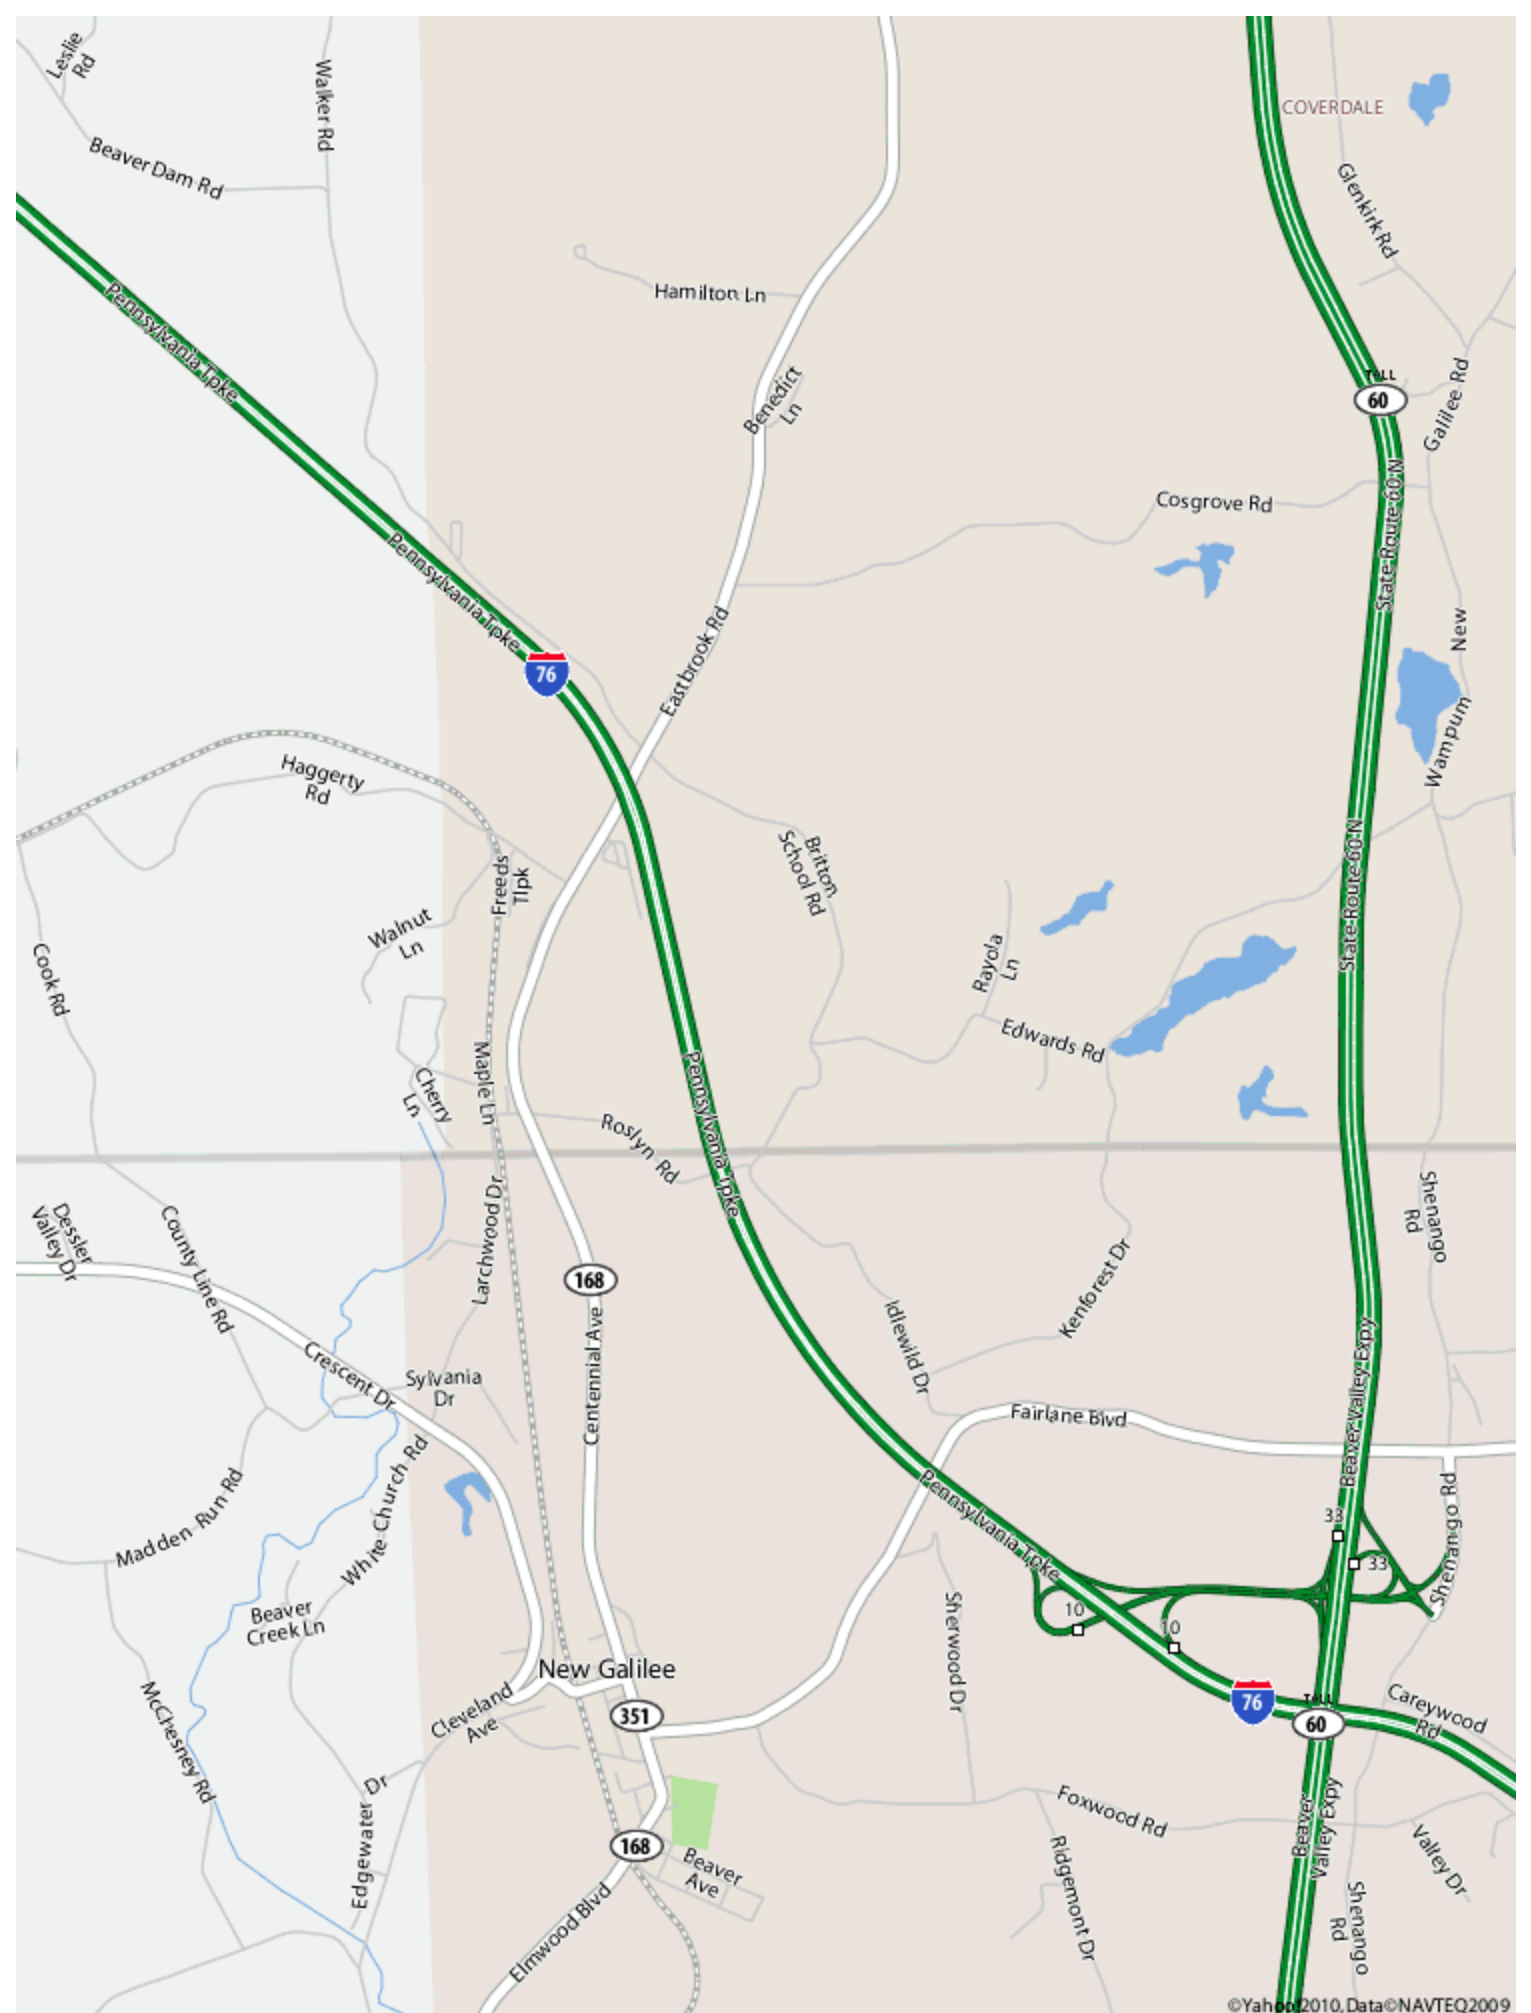 Leslie
Rd
Walker Rd
Beaver Dam Rd
COVERDALE
Glenkirk Rd
Pennsylvania Tpke
Hamilton Ln
Benedict
Ln
TOLL
60
Galilee Rd
Cosgrove Rd
State Route 60 N
Pennsylvania Tpke
Eastbrook Rd
76
New
Wampum
Haggerty
Rd
Britton
School Rd
Freeds
Tlpk
State Route 60 N
Walnut
Ln
Cook Rd
Rayola
Ln
Edwards Rd
Maple Ln
Cherry
Ln
Pennsylvania Tpke
Roslyn Rd
Shenango
Rd
Dessler
Valley Dr
County Line Rd
Larchwood Dr
168
Kenforest Dr
Idlewild Dr
Crescent Dr
Sylvania
Dr
Centennial Ave
Beaver Valley Expy
Fairlane Blvd
White Church Rd
Madden Run Rd
Pennsylvania Tpke
33
33
Shenango Rd
Beaver
Creek Ln
Sherwood Dr
10
10
New Galilee
McChesney Rd
Cleveland
Ave
351
76
TOLL
60
Careywood
Rd
Edgewater Dr
Foxwood Rd
Beaver
Valley Expy
168
Beaver
Ave
Ridgemont Dr
Valley Dr
Elmwood Blvd
Shenango
Rd
©Yahoo!2010, Data©NAVTEQ2009